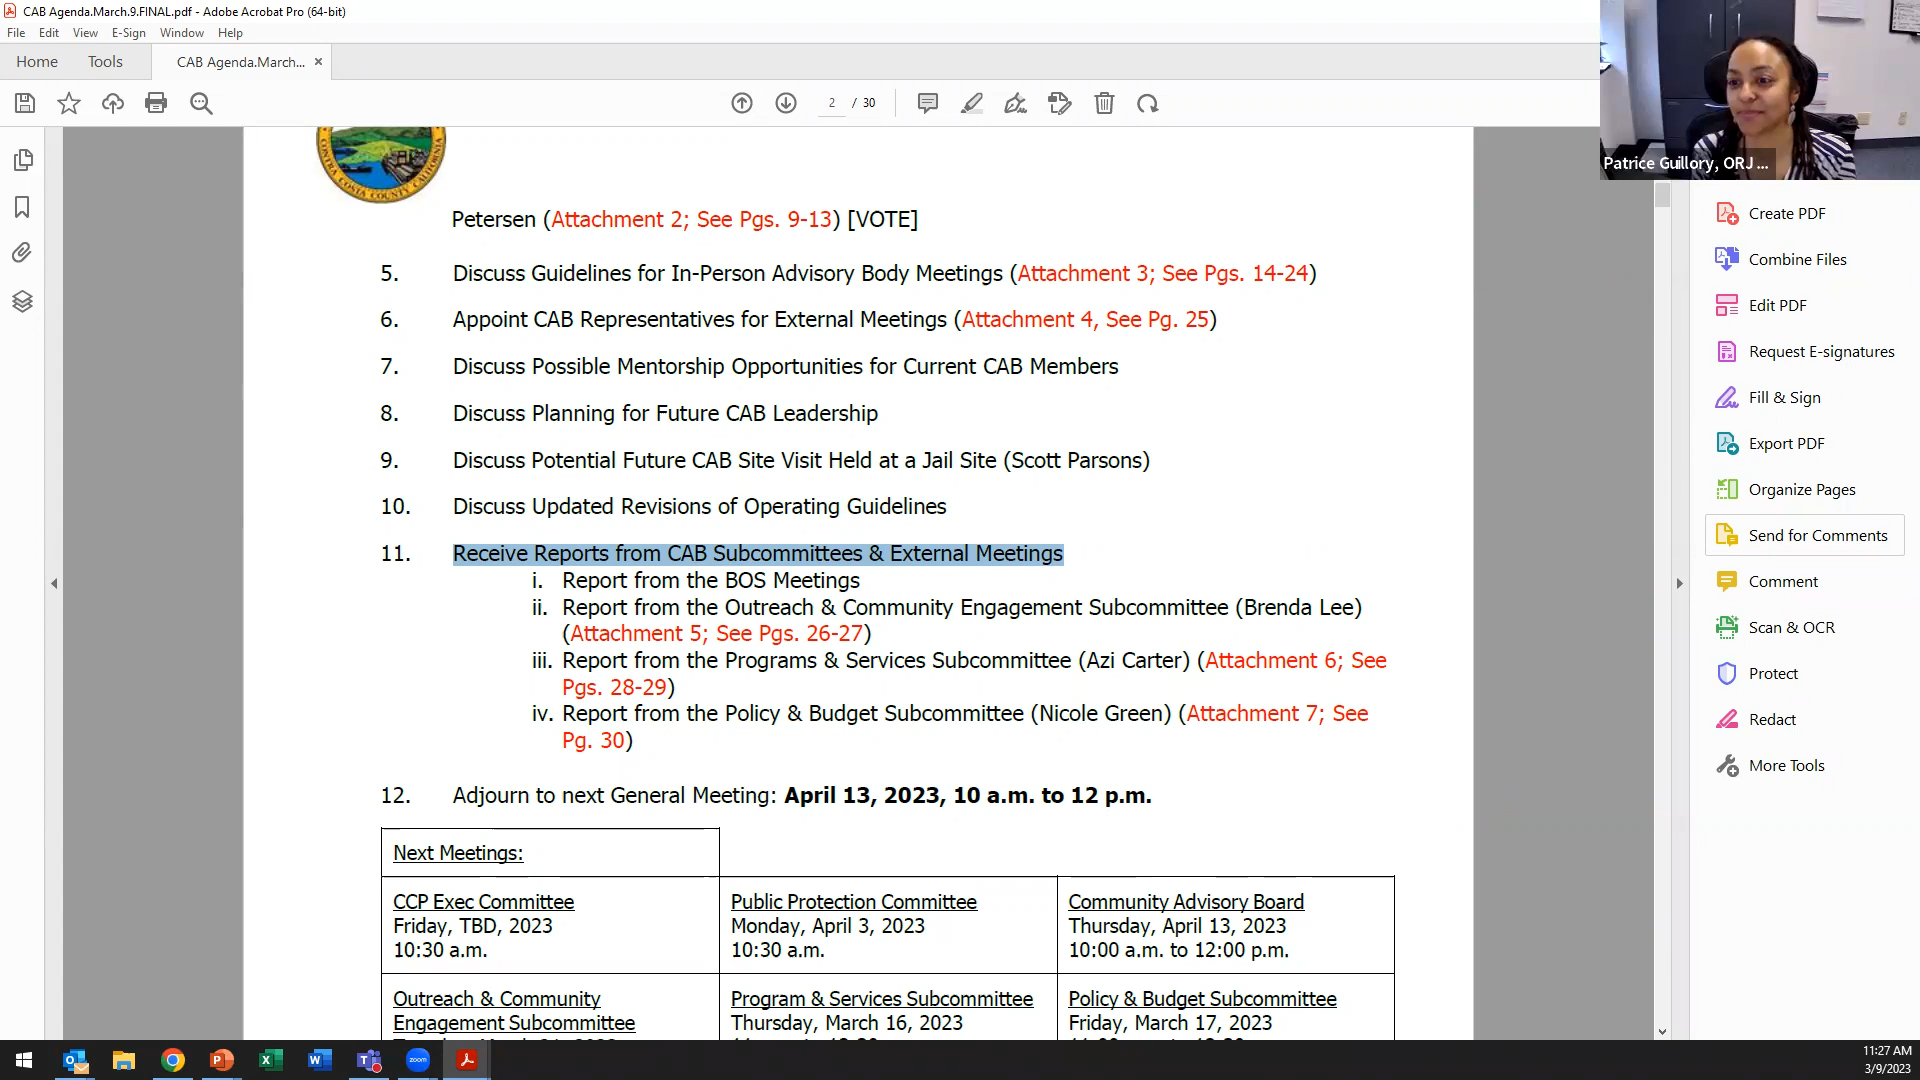 CAB Agenda.March.9.FINAL.pdf - Adobe Acrobat Pro (64-bit)
File Edit View E-Sign Window Help
Home Tools CAB Agenda.March... ×
2 / 30
Patrice Guillory, ORJ ...
CONTRA COSTA COUNTY CALIFORNIA
Petersen (Attachment 2; See Pgs. 9-13) [VOTE]
5. Discuss Guidelines for In-Person Advisory Body Meetings (Attachment 3; See Pgs. 14-24)
6. Appoint CAB Representatives for External Meetings (Attachment 4, See Pg. 25)
7. Discuss Possible Mentorship Opportunities for Current CAB Members
8. Discuss Planning for Future CAB Leadership
9. Discuss Potential Future CAB Site Visit Held at a Jail Site (Scott Parsons)
10. Discuss Updated Revisions of Operating Guidelines
11. Receive Reports from CAB Subcommittees & External Meetings
i. Report from the BOS Meetings
ii. Report from the Outreach & Community Engagement Subcommittee (Brenda Lee)
(Attachment 5; See Pgs. 26-27)
iii. Report from the Programs & Services Subcommittee (Azi Carter) (Attachment 6; See
Pgs. 28-29)
iv. Report from the Policy & Budget Subcommittee (Nicole Green) (Attachment 7; See
Pg. 30)
12. Adjourn to next General Meeting: April 13, 2023, 10 a.m. to 12 p.m.
Next Meetings:
CCP Exec Committee
Friday, TBD, 2023
10:30 a.m.
Public Protection Committee
Monday, April 3, 2023
10:30 a.m.
Community Advisory Board
Thursday, April 13, 2023
10:00 a.m. to 12:00 p.m.
Outreach & Community
Engagement Subcommittee
Program & Services Subcommittee
Thursday, March 16, 2023
Policy & Budget Subcommittee
Friday, March 17, 2023
Create PDF
Combine Files
Edit PDF
Request E-signatures
Fill & Sign
Export PDF
Organize Pages
Send for Comments
Comment
Scan & OCR
Protect
Redact
More Tools
zoom
11:27 AM
3/9/2023